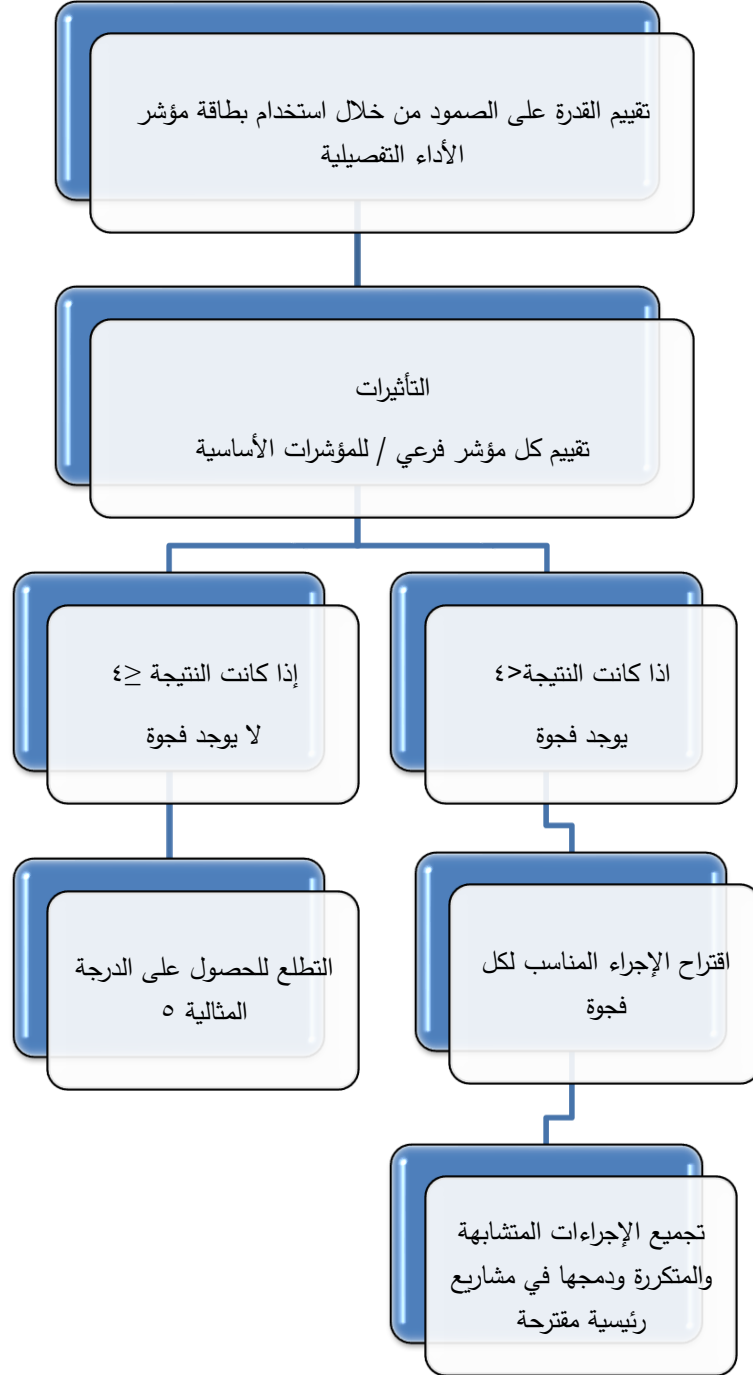 تقييم القدرة على الصمود من خلال استخدام بطاقة مؤشر
الأداء التفصيلية
التأثيرات
تقييم كل مؤشر فرعي / للمؤشرات الأساسية
اذا كانت النتيجة<٤
يوجد فجوة
إذا كانت النتيجة ≤٤
لا يوجد فجوة
اقتراح الإجراء المناسب لكل
فجوة
التطلع للحصول على الدرجة
المثالية ٥
تجميع الإجراءات المتشابهة
والمتكررة ودمجها في مشاريع
رئيسية مقترحة